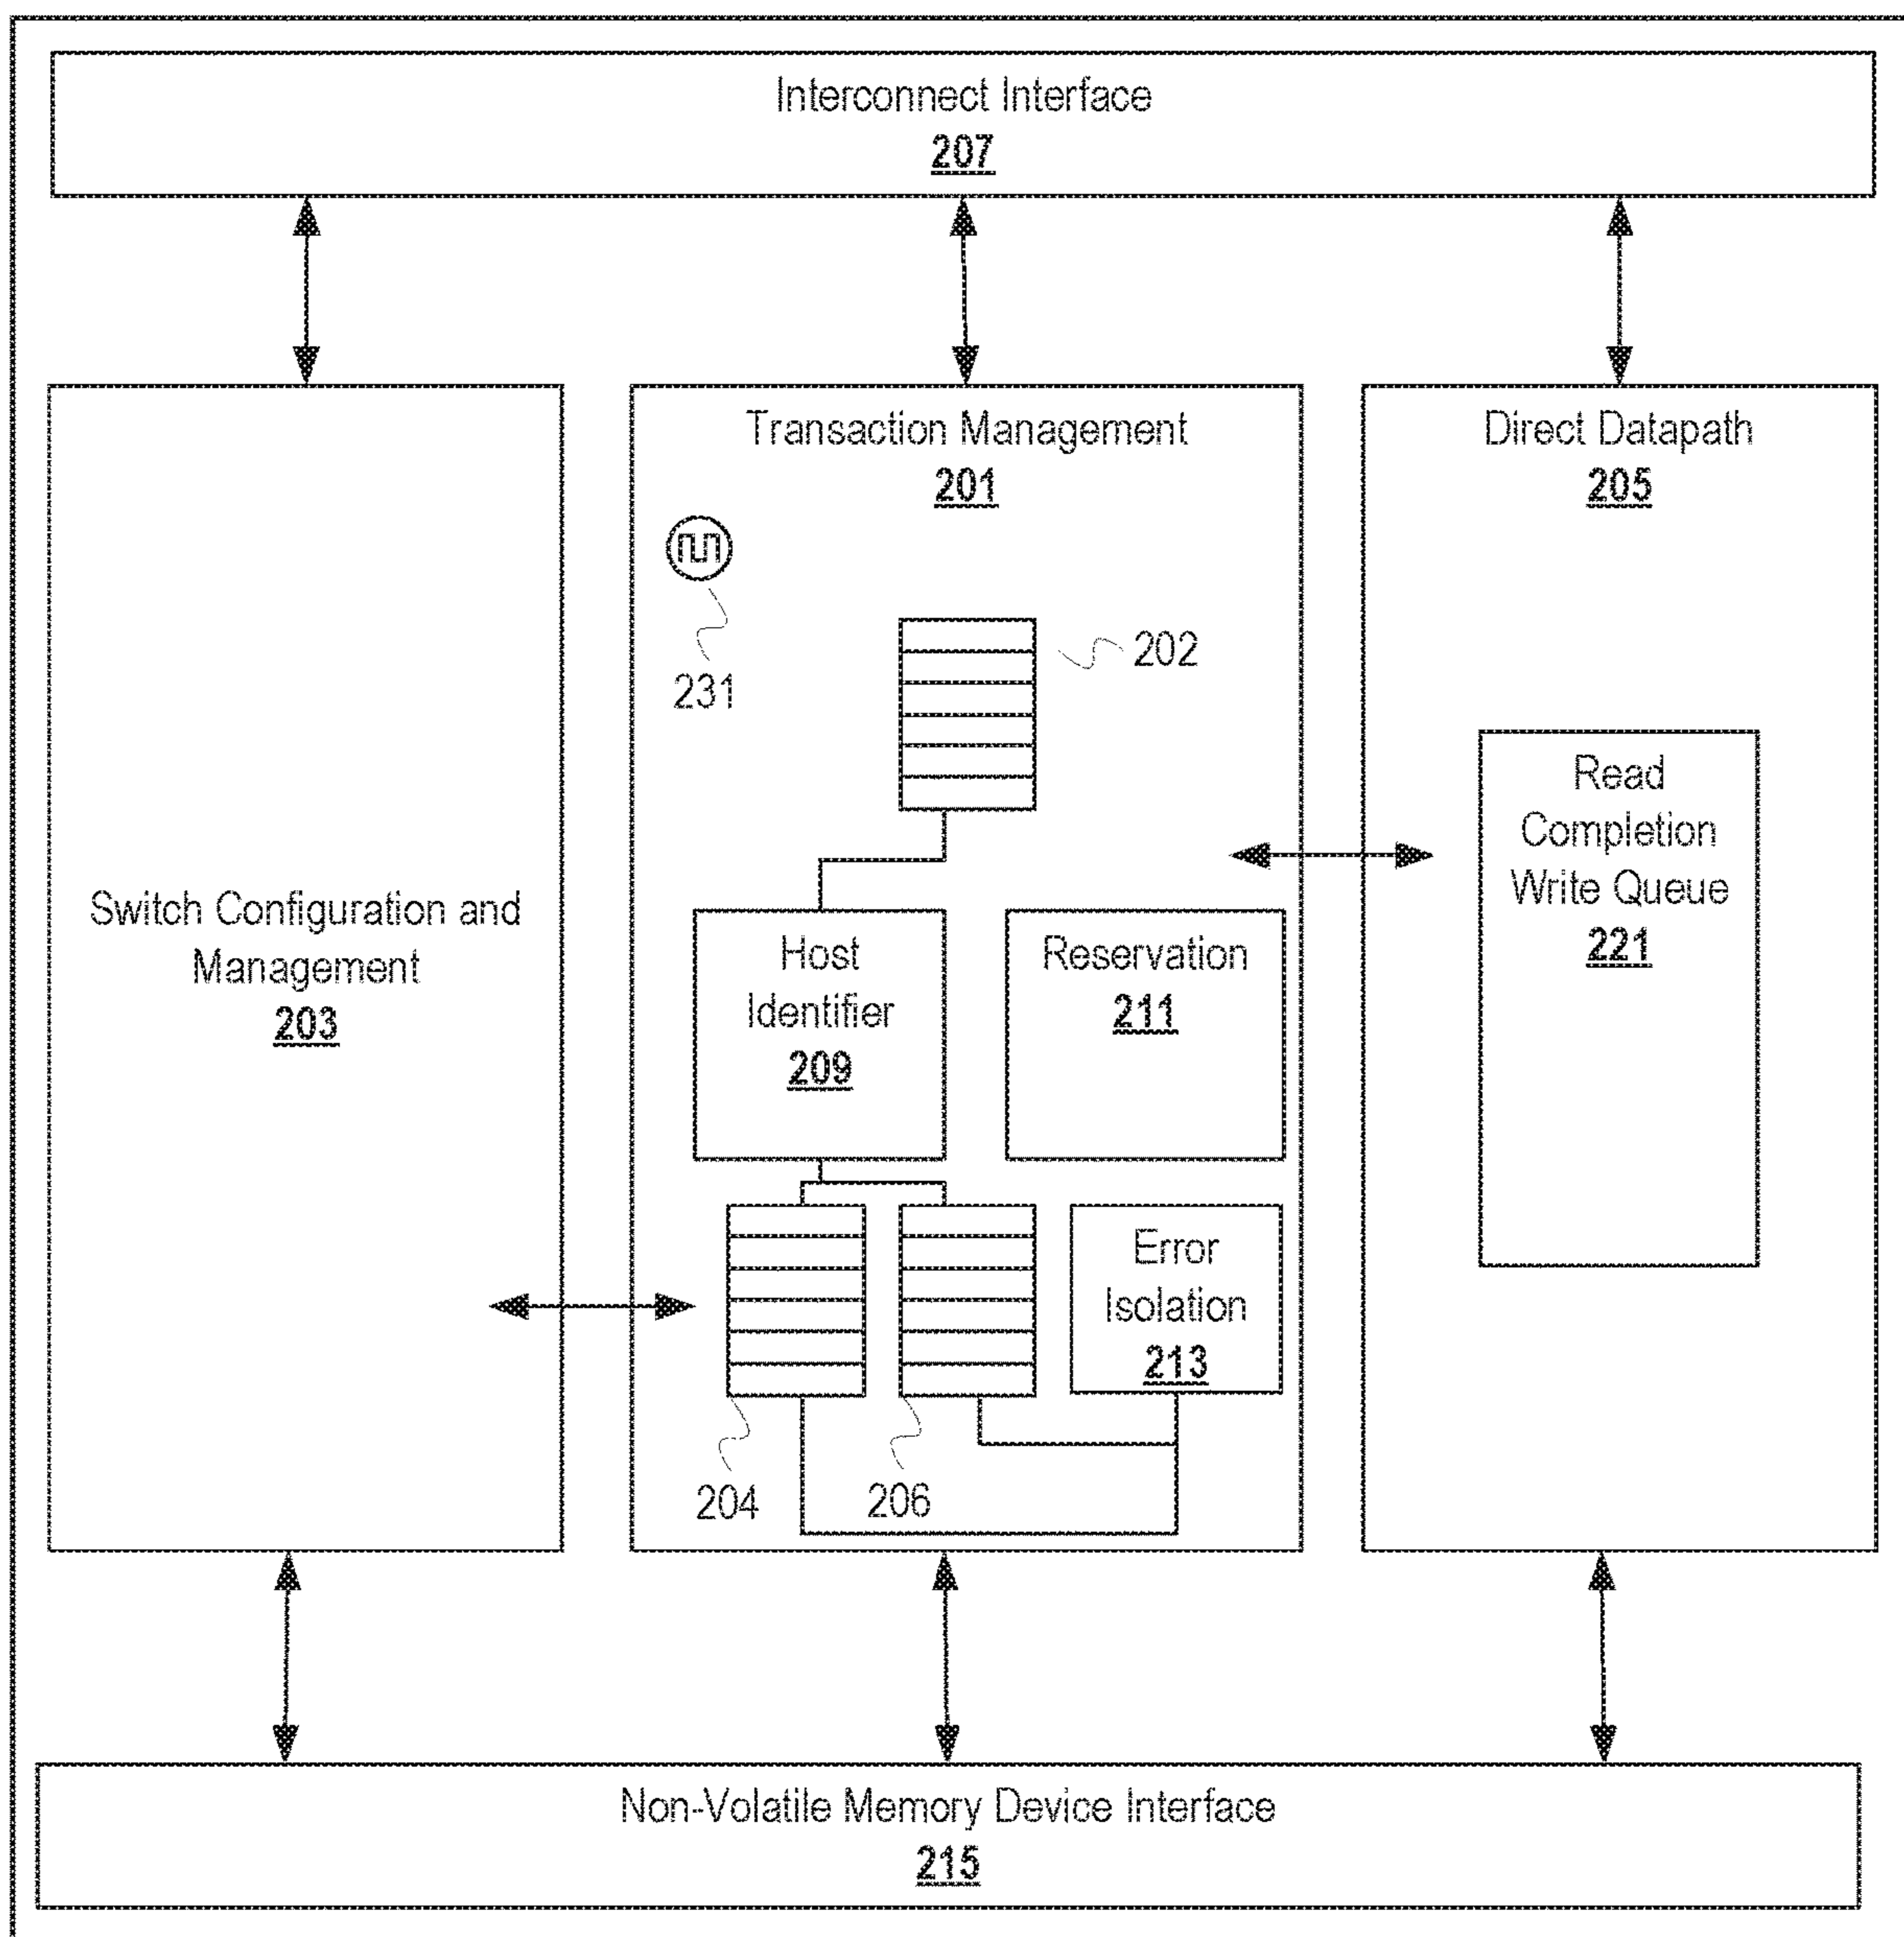 Interconnect Interface
207
Transaction Management
201
Direct Datapath
205
231
202
Read
Completion
Write Queue
221
Switch Configuration and
Management
203
Host
Identifier
209
Reservation
211
Error
Isolation
213
204
206
Non-Volatile Memory Device Interface
215